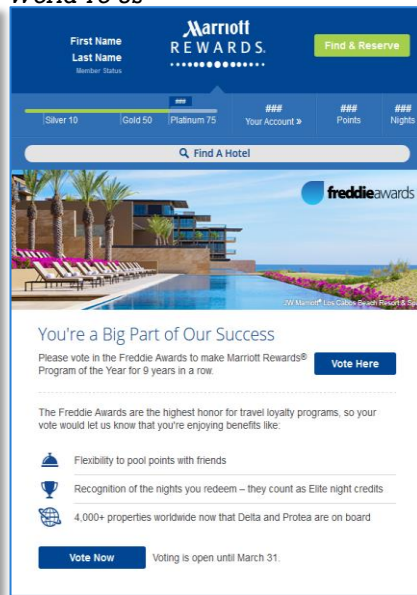 World To Us
First Name
Last Name
Member Status
Marriott
REWARDS.
Find & Reserve
###
Silver 10
Gold 50
Platinum 75
###
Your Account »
###
Points
###
Nights
Find A Hotel
freddieawards
JW Marriott® Los Cabos Beach Resort & Spa
You're a Big Part of Our Success
Please vote in the Freddie Awards to make Marriott Rewards®
Program of the Year for 9 years in a row.
Vote Here
The Freddie Awards are the highest honor for travel loyalty programs, so your
vote would let us know that you're enjoying benefits like:
Flexibility to pool points with friends
Recognition of the nights you redeem – they count as Elite night credits
4,000+ properties worldwide now that Delta and Protea are on board
Vote Now
Voting is open until March 31.